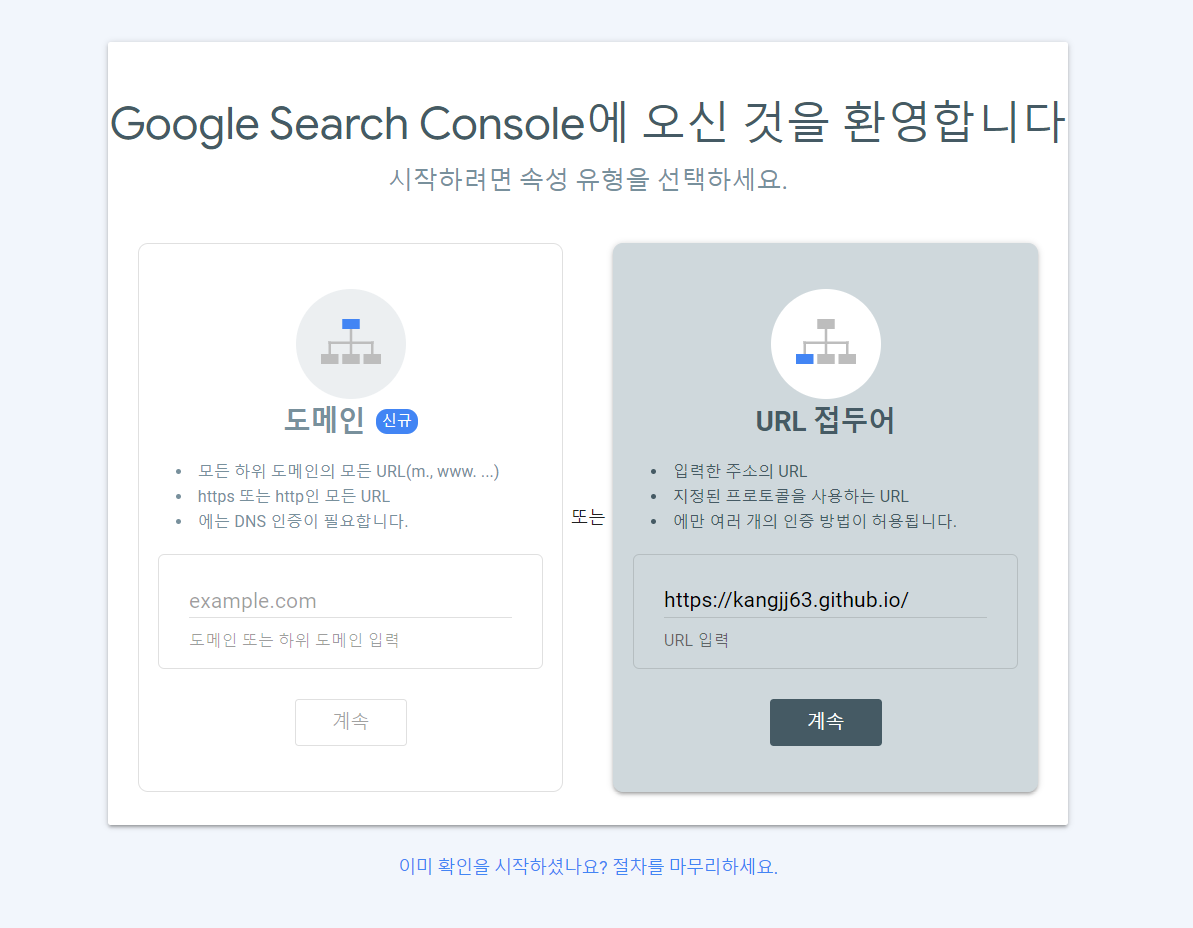 Google Search Console에 오신 것을 환영합니다
시작하려면 속성 유형을 선택하세요.
도메인 신규
• 모든 하위 도메인의 모든 URL(m., www. ...)
• https 또는 http인 모든 URL
• 에는 DNS 인증이 필요합니다.
example.com
도메인 또는 하위 도메인 입력
계속
또는
URL 접두어
• 입력한 주소의 URL
• 지정된 프로토콜을 사용하는 URL
• 에만 여러 개의 인증 방법이 허용됩니다.
https://kangjj63.github.io/
URL 입력
계속
이미 확인을 시작하셨나요? 절차를 마무리하세요.